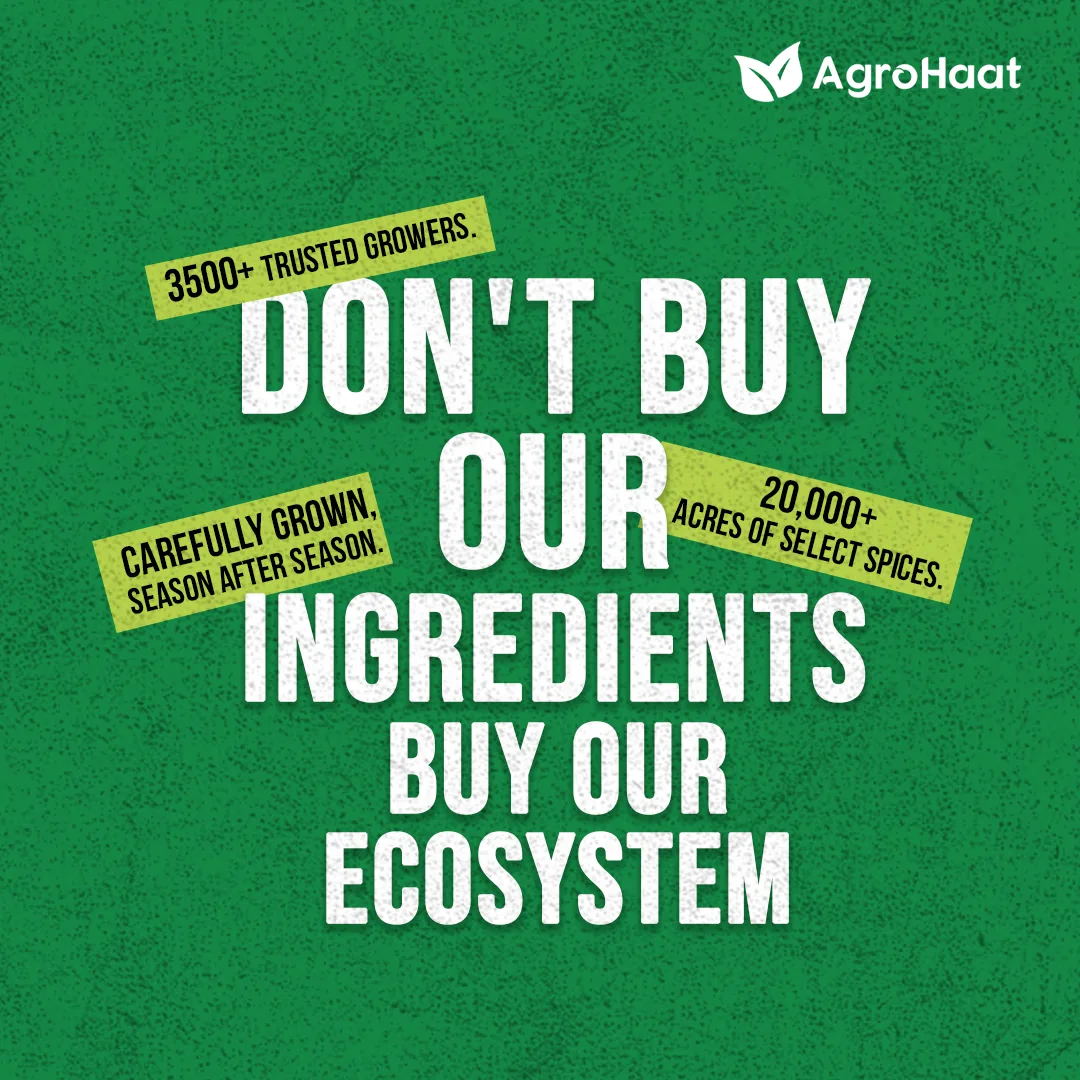 AgroHaat
3500+ TRUSTED GROWERS.
DON'T BUY
OUR
CAREFULLY GROWN,
SEASON AFTER SEASON.
20,000+
ACRES OF SELECT SPICES.
INGREDIENTS
BUY OUR
ECOSYSTEM